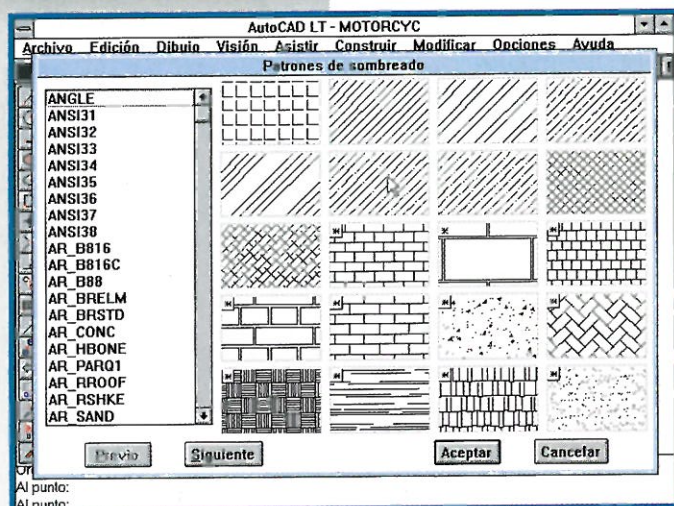 AutoCAD LT - MOTORCYC
Archivo Edición Dibujo Visión Asistir Construir Modificar Opciones Ayuda
Patrones de sombreado
ANGLE
ANSI31
ANSI32
ANSI33
ANSI34
ANSI35
ANSI36
ANSI37
ANSI38
AR_B816
AR_B816C
AR_B88
AR_BRELM
AR_BRSTD
AR_CONC
AR_HBONE
AR_PARQ1
AR_RROOF
AR_RSHKE
AR_SAND
Previo Siguiente Aceptar Cancelar
Al punto:
Al punto: